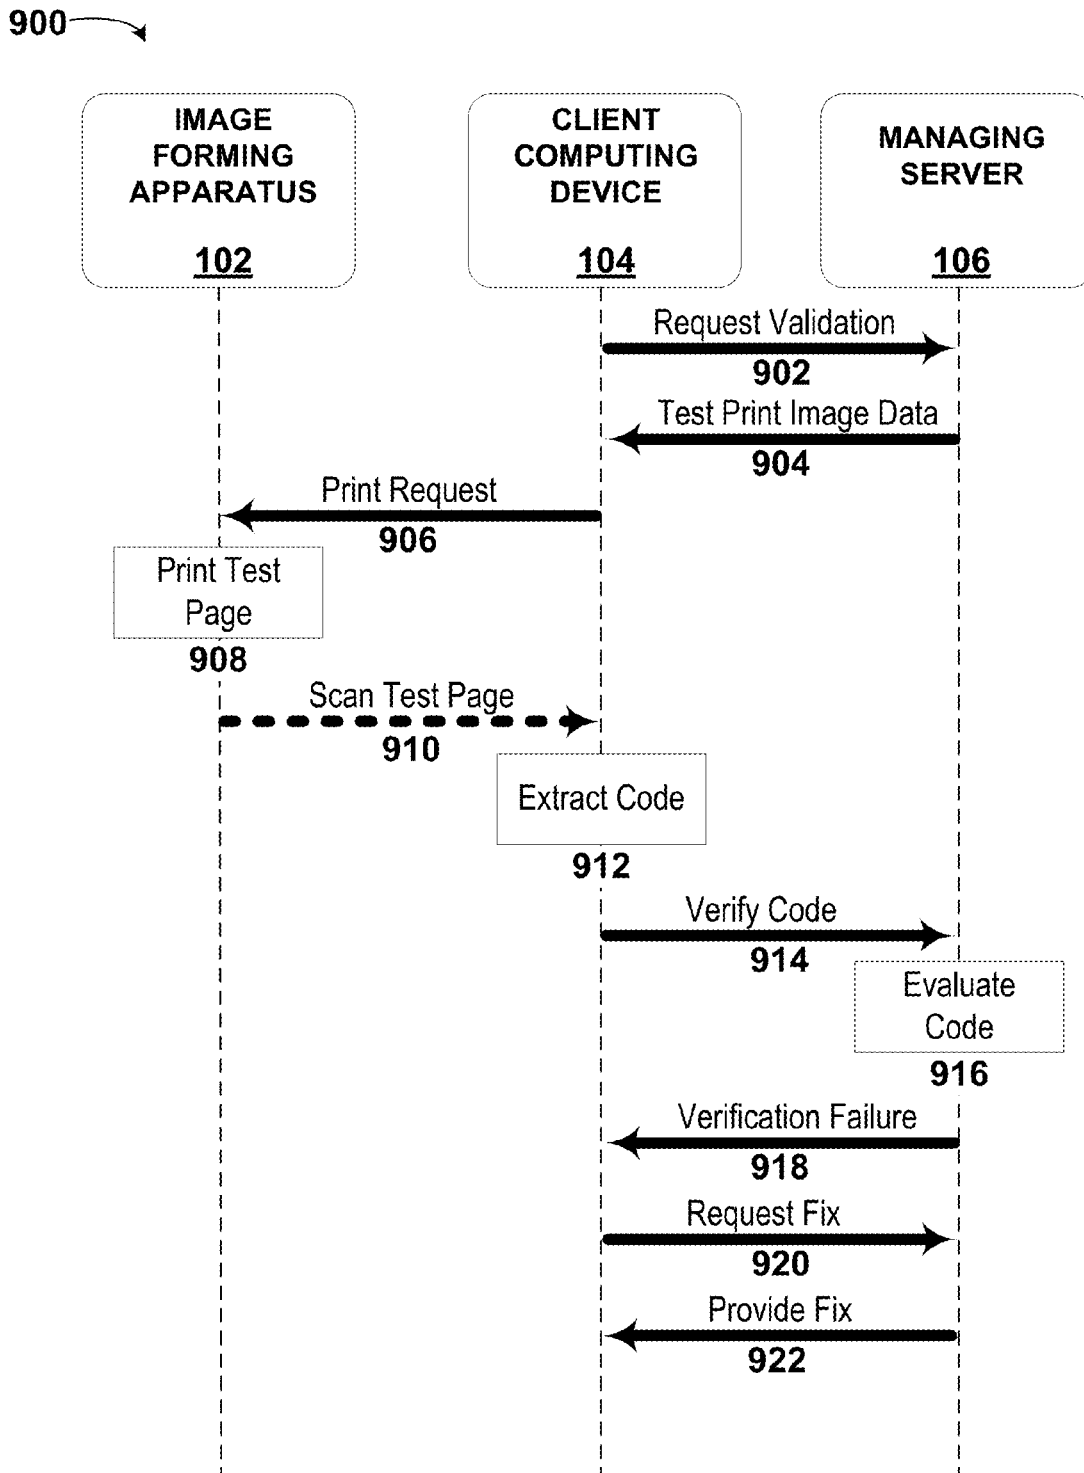 900
IMAGE
FORMING
APPARATUS
102
CLIENT
COMPUTING
DEVICE
104
MANAGING
SERVER
106
Request Validation
902
Test Print Image Data
904
Print Request
906
Print Test
Page
908
Scan Test Page
910
Extract Code
912
Verify Code
914
Evaluate
Code
916
Verification Failure
918
Request Fix
920
Provide Fix
922